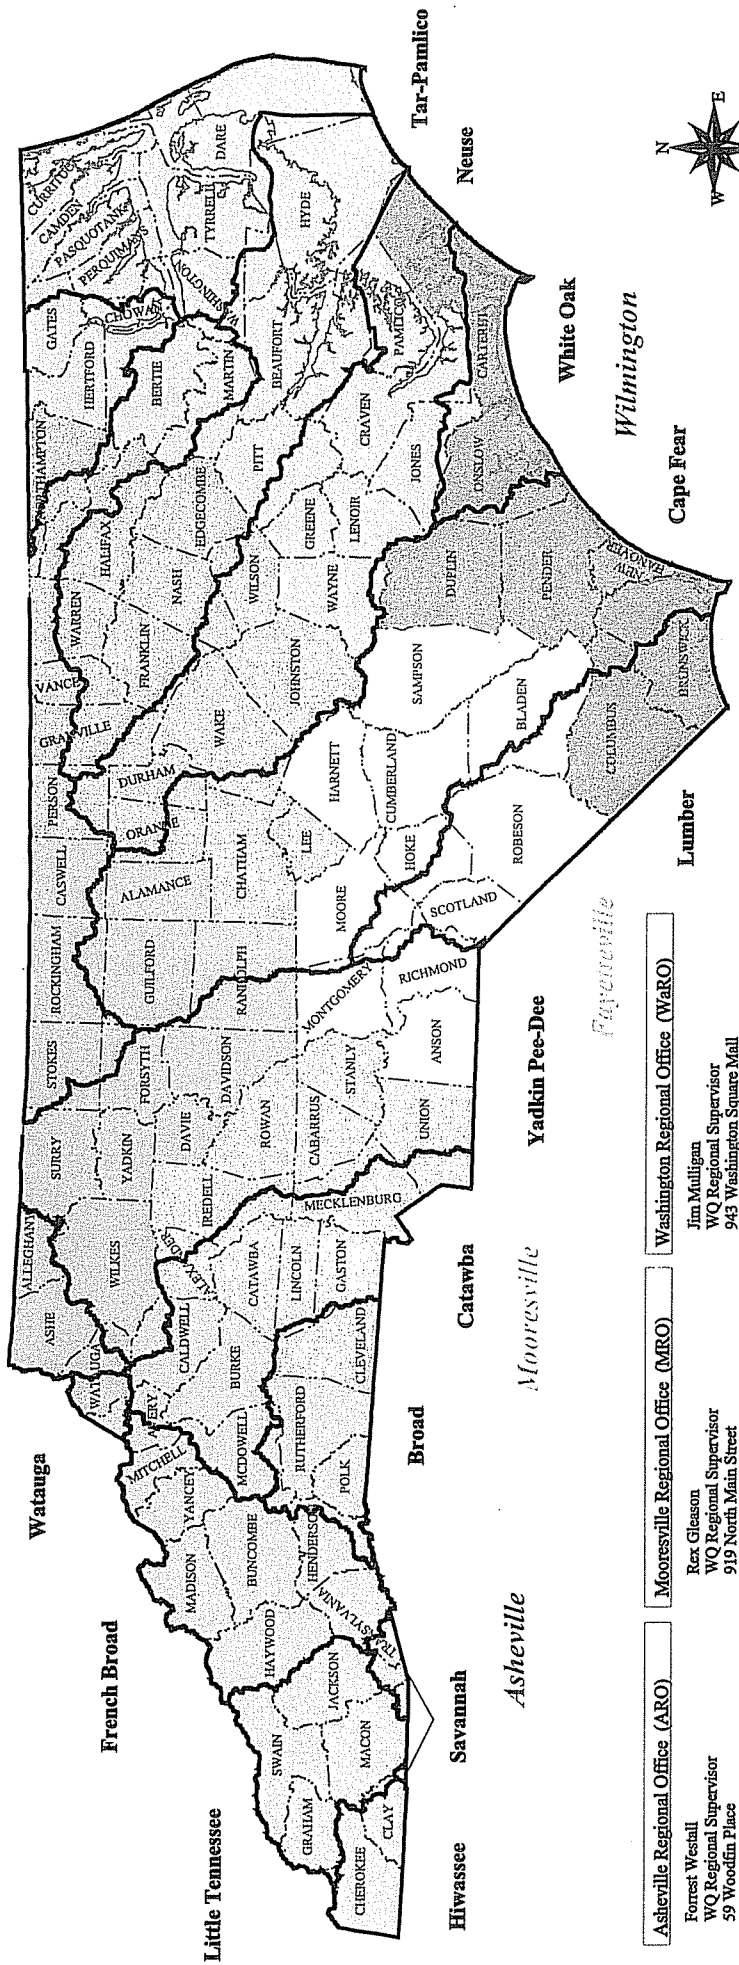 Little Tennessee
French Broad
Watauga
CURRITUCK
CAMDEN
PASQUOTANK
PERQUIMANS
GATES
CHOWAN
HERTFORD
NORTHAMPTON
BERTIE
HALIFAX
WARREN
VANCE
GRANVILLE
PERSON
CASWELL
ROCKINGHAM
STOKES
SURRY
ALLEGHANY
ASHE
WATAUGA
WILKES
YADKIN
FORSYTH
GUILFORD
ALAMANCE
ORANGE
DURHAM
FRANKLIN
NASH
EDGECOMBE
MARTIN
WASHINGTON
TYRRELL
DARE
HYDE
BEAUFORT
PITT
WILSON
WAKE
CHATHAM
RANDOLPH
DAVIDSON
DAVIE
IREDELL
ALEXANDER
CALDWELL
AVERY
MITCHELL
YANCEY
MADISON
BUNCOMBE
MCDOWELL
BURKE
CATAWBA
ROWAN
LINCOLN
CABARRUS
STANLY
MONTGOMERY
MOORE
LEE
HARNETT
JOHNSTON
WAYNE
GREENE
LENOIR
CRAVEN
PAMLICO
JONES
CARTERET
ONSLOW
DUPLIN
SAMPSON
CUMBERLAND
HOKE
SCOTLAND
RICHMOND
ANSON
UNION
MECKLENBURG
GASTON
CLEVELAND
RUTHERFORD
POLK
HENDERSON
TRANSYLVANIA
HAYWOOD
JACKSON
SWAIN
MACON
GRAHAM
CLAY
CHEROKEE
ROBESON
BLADEN
PENDER
NEW
HANOVER
COLUMBUS
BRUNSWICK
Tar-Pamlico
Neuse
White Oak
Wilmington
Cape Fear
Lumber
Fayetteville
Yadkin Pee-Dee
Catawba
Mooresville
Broad
Asheville
Savannah
Hiwassee
N
W
E
Asheville Regional Office (ARO)
Forrest Westall
WQ Regional Supervisor
59 Woodfin Place
Mooresville Regional Office (MRO)
Rex Gleason
WQ Regional Supervisor
919 North Main Street
Washington Regional Office (WaRO)
Jim Mulligan
WQ Regional Supervisor
943 Washington Square Mall